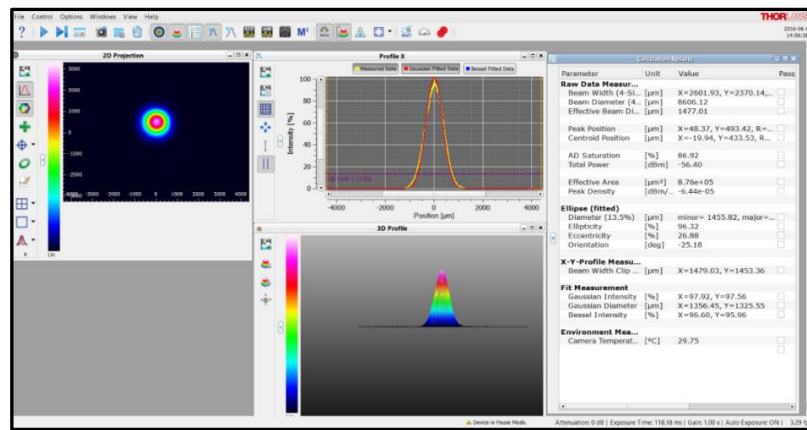 File Control Options Windows View Help
THORLABS
2D Projection
Profile X
Calculation Results
Measured Data Gaussian Fitted Data Bessel Fitted Data
Parameter Unit Value Pass
Raw Data Measur...
Beam Width (4-Si... [µm] X=2601.93, Y=2370.14,...
Beam Diameter (4... [µm] 8606.12
Effective Beam Di... [µm] 1477.01
Peak Position [µm] X=48.37, Y=493.42, R=...
Centroid Position [µm] X=-19.94, Y=433.53, R...
AD Saturation [%] 86.92
Total Power [dBm] -56.40
Effective Area [µm²] 8.76e+05
Peak Density [dBm/... -6.44e-05
Ellipse (fitted)
Diameter (13.5%) [µm] minor= 1455.82, major=...
Ellipticity [%] 96.32
Eccentricity [%] 26.88
Orientation [deg] -25.18
X-Y-Profile Measu...
Beam Width Clip ... [µm] X=1479.03, Y=1453.36
Fit Measurement
Gaussian Intensity [%] X=97.92, Y=97.56
Gaussian Diameter [µm] X=1356.45, Y=1325.55
Bessel Intensity [%] X=96.60, Y=95.96
Environment Mea...
Camera Temperat... [°C] 29.75
3000
2000
1000
0
-1000
-2000
-4000 -3000 -2000 -1000 0 1000 2000 3000 4000
Lin
Intensity [%]
100
80
60
40
20
0
-4000 -2000 0 2000 4000
Position [µm]
3D Profile
Lin
Device in Pause Mode.
Attenuation: 0 dB | Exposure Time: 118.18 ms | Gain: 1.00 x | Auto Exposure: ON | 3.29